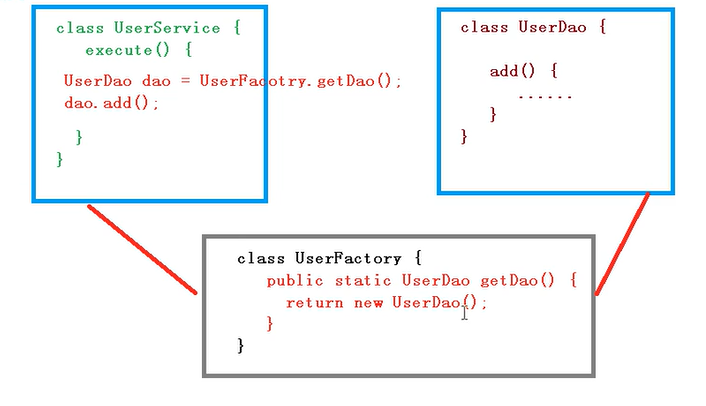 class UserService {
execute() {
UserDao dao = UserFacotry.getDao();
dao.add();
}
}
class UserDao {
add() {
......
}
}
class UserFactory {
public static UserDao getDao() {
return new UserDao();
}
}